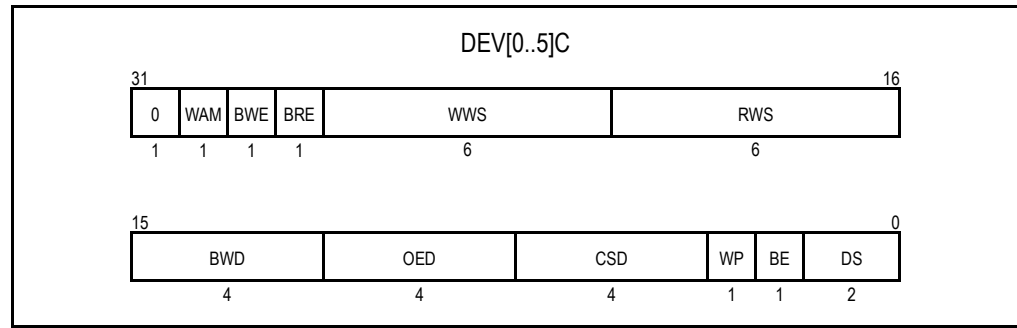 DEV[0..5]C
31 16
0 WAM BWE BRE WWS RWS
1 1 1 1 6 6
15 0
BWD OED CSD WP BE DS
4 4 4 1 1 2